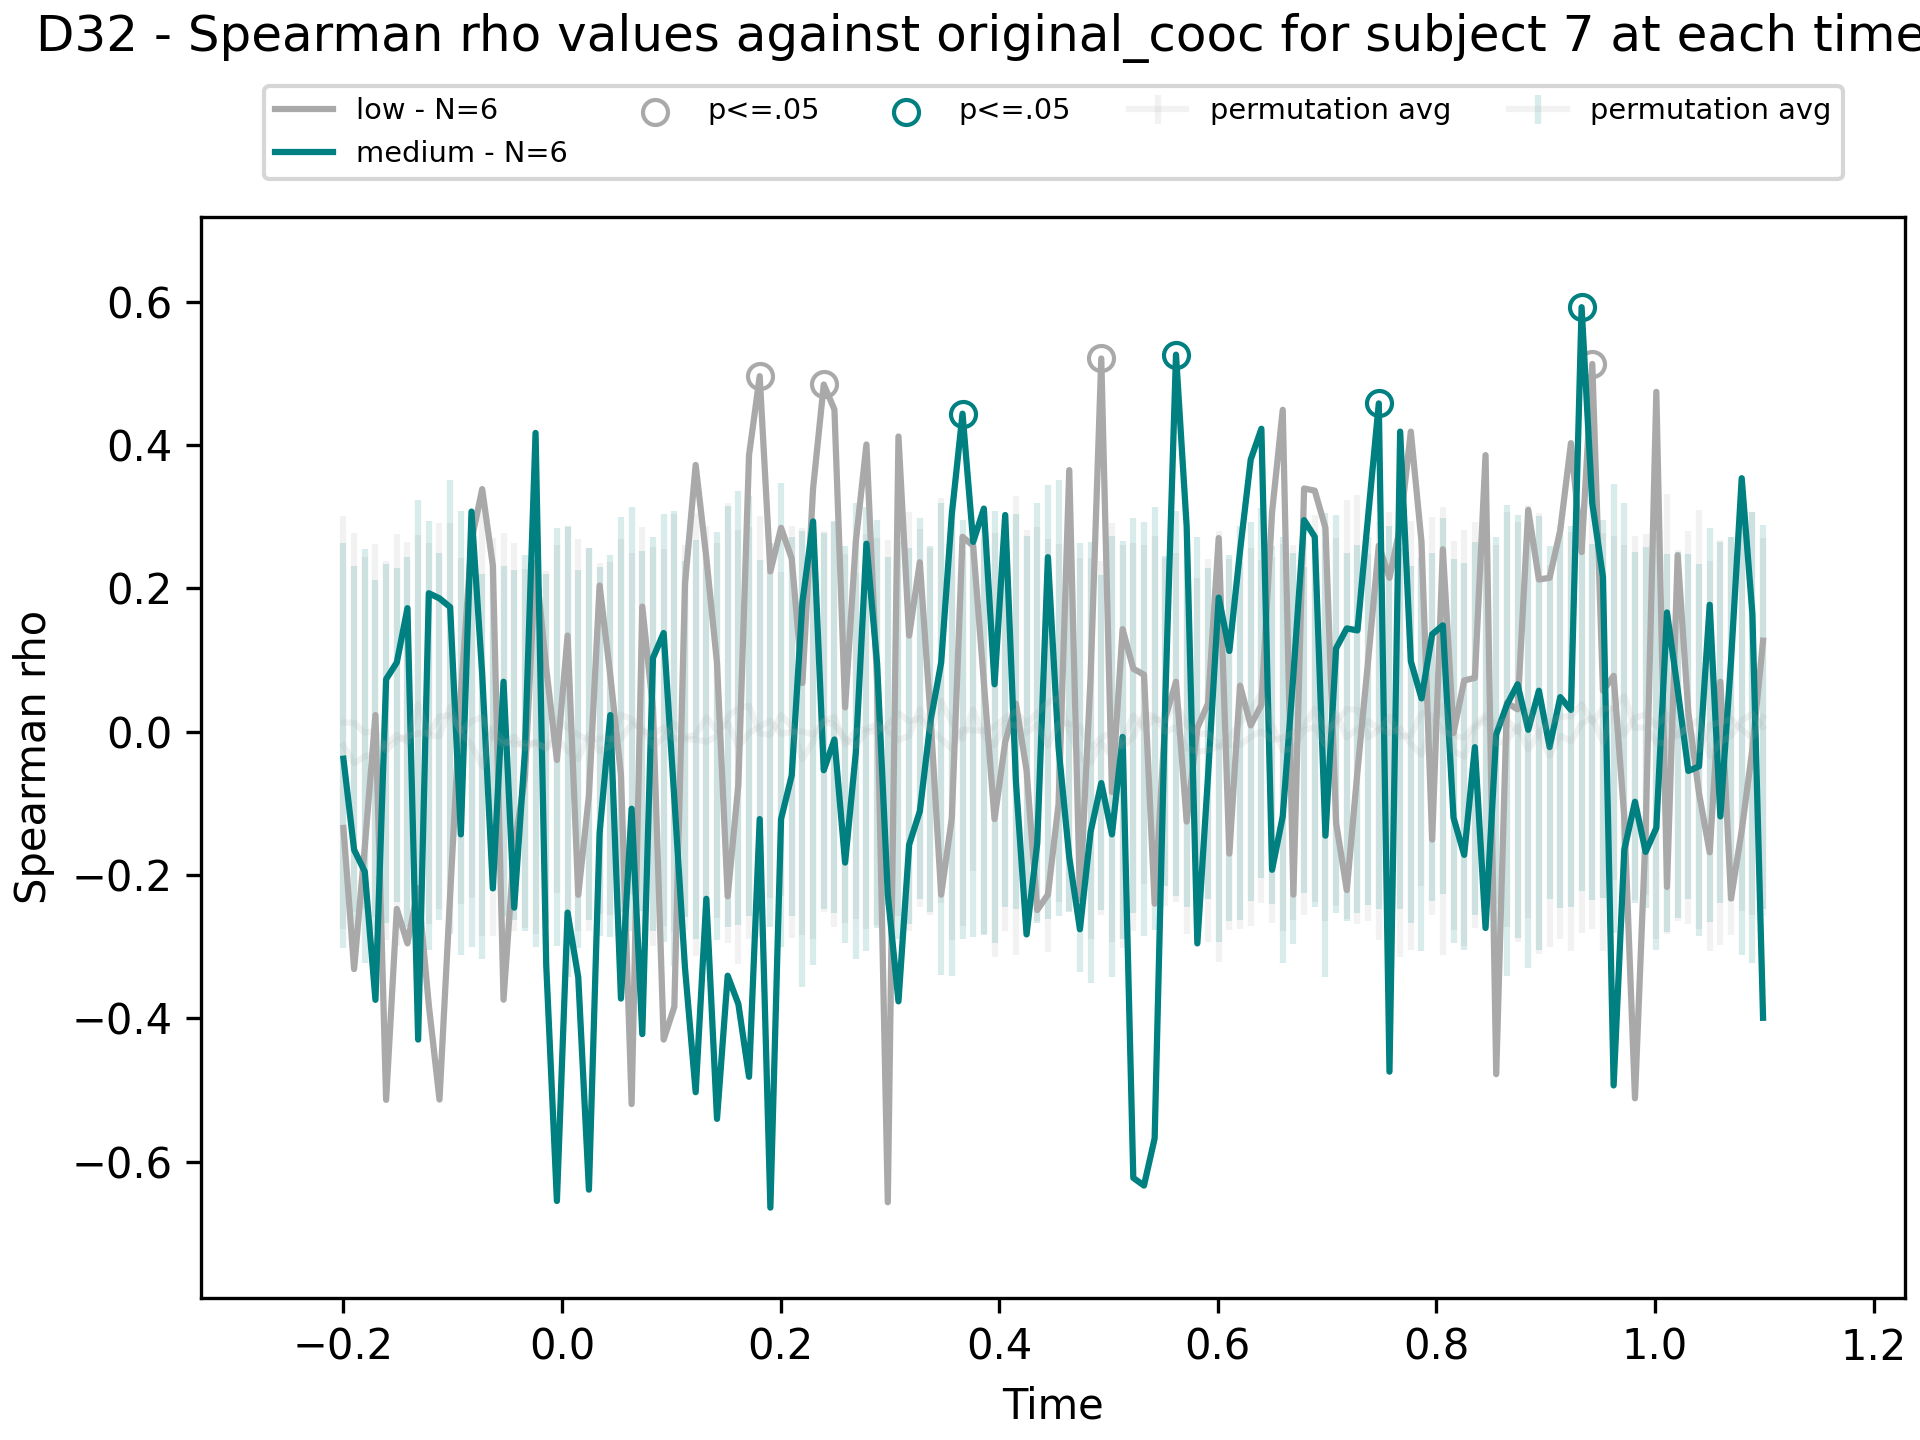 D32 - Spearman rho values against original_cooc for subject 7 at each time
low - N=6
medium - N=6
p<=.05
p<=.05
permutation avg
permutation avg
Spearman rho
0.6
0.4
0.2
0.0
−0.2
−0.4
−0.6
−0.2 0.0 0.2 0.4 0.6 0.8 1.0 1.2
Time